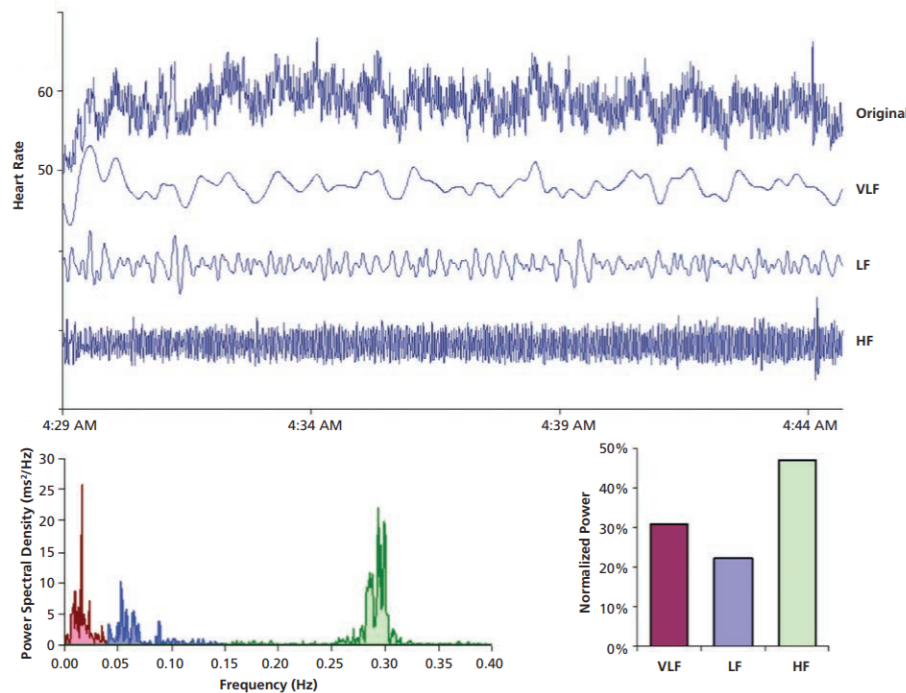 60
Original
Heart Rate
50
VLF
LF
HF
4:29 AM 4:34 AM 4:39 AM 4:44 AM
Power Spectral Density (ms²/Hz)
30
25
20
15
10
5
0
0.00 0.05 0.10 0.15 0.20 0.25 0.30 0.35 0.40
Frequency (Hz)
Normalized Power
50%
40%
30%
20%
10%
0%
VLF LF HF